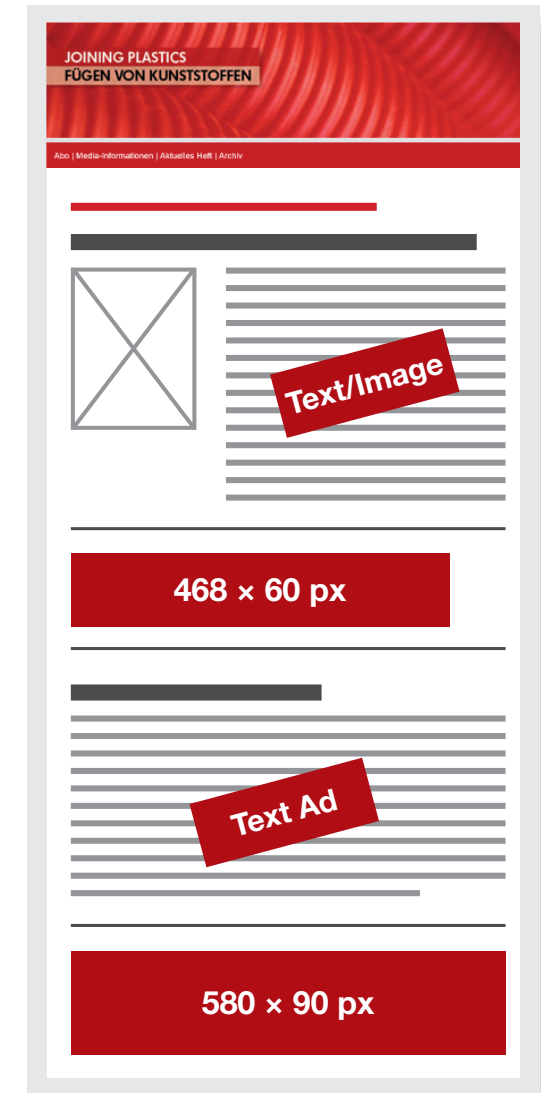 JOINING PLASTICS
FÜGEN VON KUNSTSTOFFEN
Abo | Media-Informationen | Aktuelles Heft | Archiv
Text/Image
468 × 60 px
Text Ad
580 × 90 px